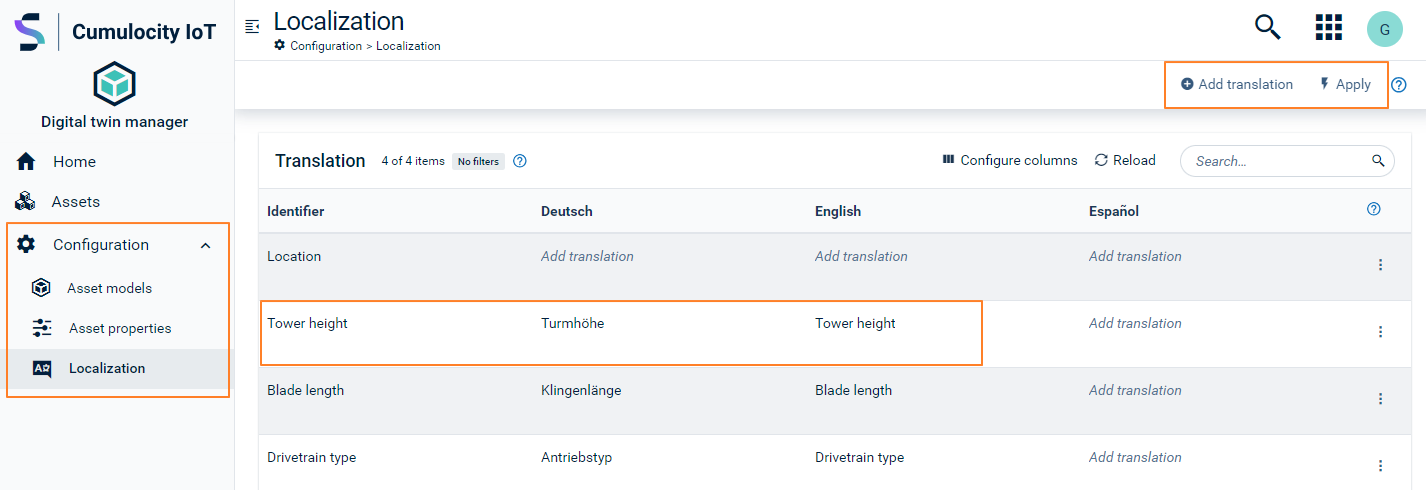 Cumulocity IoT
Digital twin manager
Home
Assets
Configuration
Asset models
Asset properties
Localization
Localization
Configuration > Localization
G
Add translation Apply
Translation 4 of 4 items No filters
Configure columns Reload Search...
Identifier Deutsch English Español
Location Add translation Add translation Add translation
Tower height Turmhöhe Tower height Add translation
Blade length Klingenlänge Blade length Add translation
Drivetrain type Antriebstyp Drivetrain type Add translation